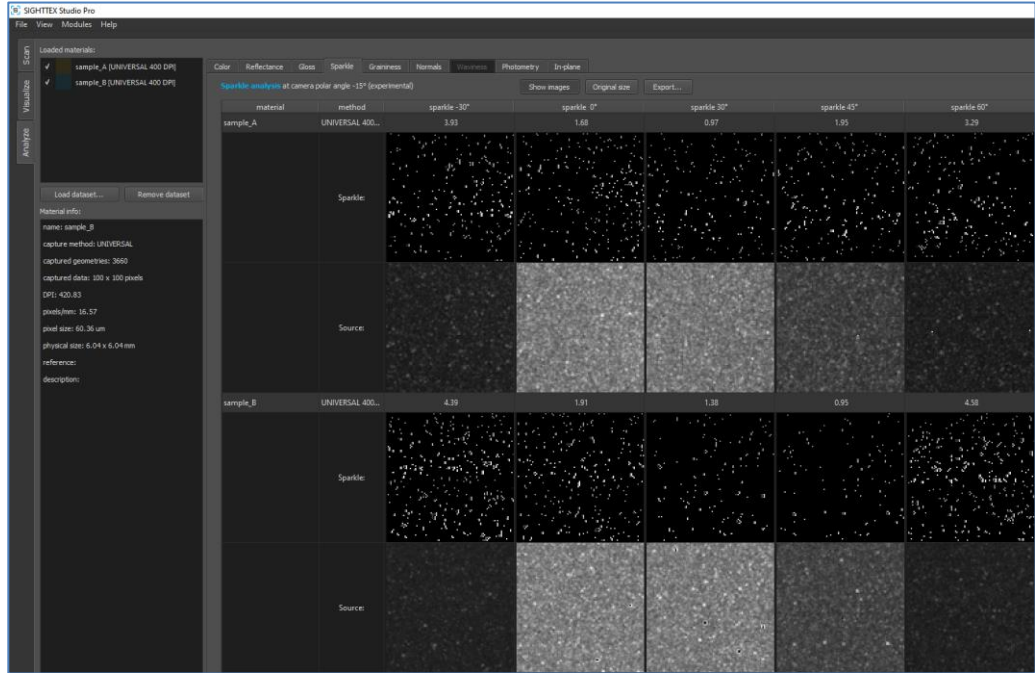 SIGHTTEX Studio Pro
File View Modules Help
Scan
Visualize
Analyze
Loaded materials:
sample_A [UNIVERSAL 400 DPI]
sample_B [UNIVERSAL 400 DPI]
Load dataset... Remove dataset
Material info:
name: sample_B
capture method: UNIVERSAL
captured geometries: 3660
captured data: 100 x 100 pixels
DPI: 420.83
pixels/mm: 16.57
pixel size: 60.36 um
physical size: 6.04 x 6.04 mm
reference:
description:
Color Reflectance Gloss Sparkle Graininess Normals Waviness Photometry In-plane
Sparkle analysis at camera polar angle -15° (experimental) Show images Original size Export...
material method sparkle -30° sparkle 0° sparkle 30° sparkle 45° sparkle 60°
sample_A UNIVERSAL 400... 3.93 1.68 0.97 1.95 3.29
Sparkle:
Source:
sample_B UNIVERSAL 400... 4.39 1.91 1.38 0.95 4.58
Sparkle:
Source: